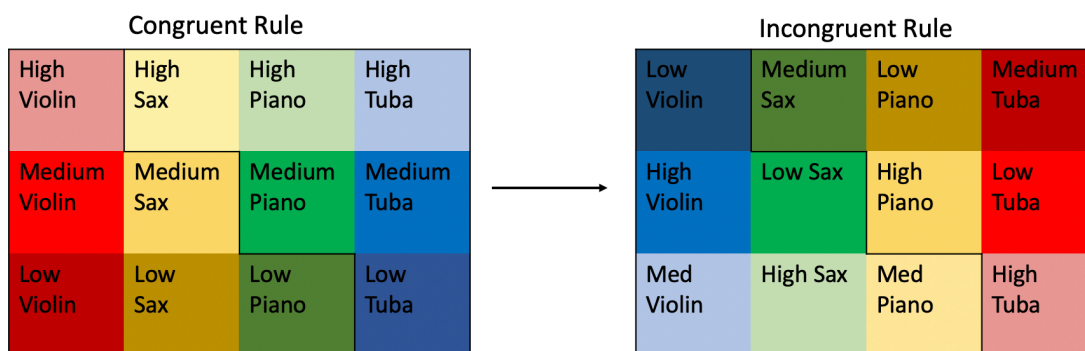 Congruent Rule
High Violin
High Sax
High Piano
High Tuba
Medium Violin
Medium Sax
Medium Piano
Medium Tuba
Low Violin
Low Sax
Low Piano
Low Tuba
Incongruent Rule
Low Violin
Medium Sax
Low Piano
Medium Tuba
High Violin
Low Sax
High Piano
Low Tuba
Med Violin
High Sax
Med Piano
High Tuba